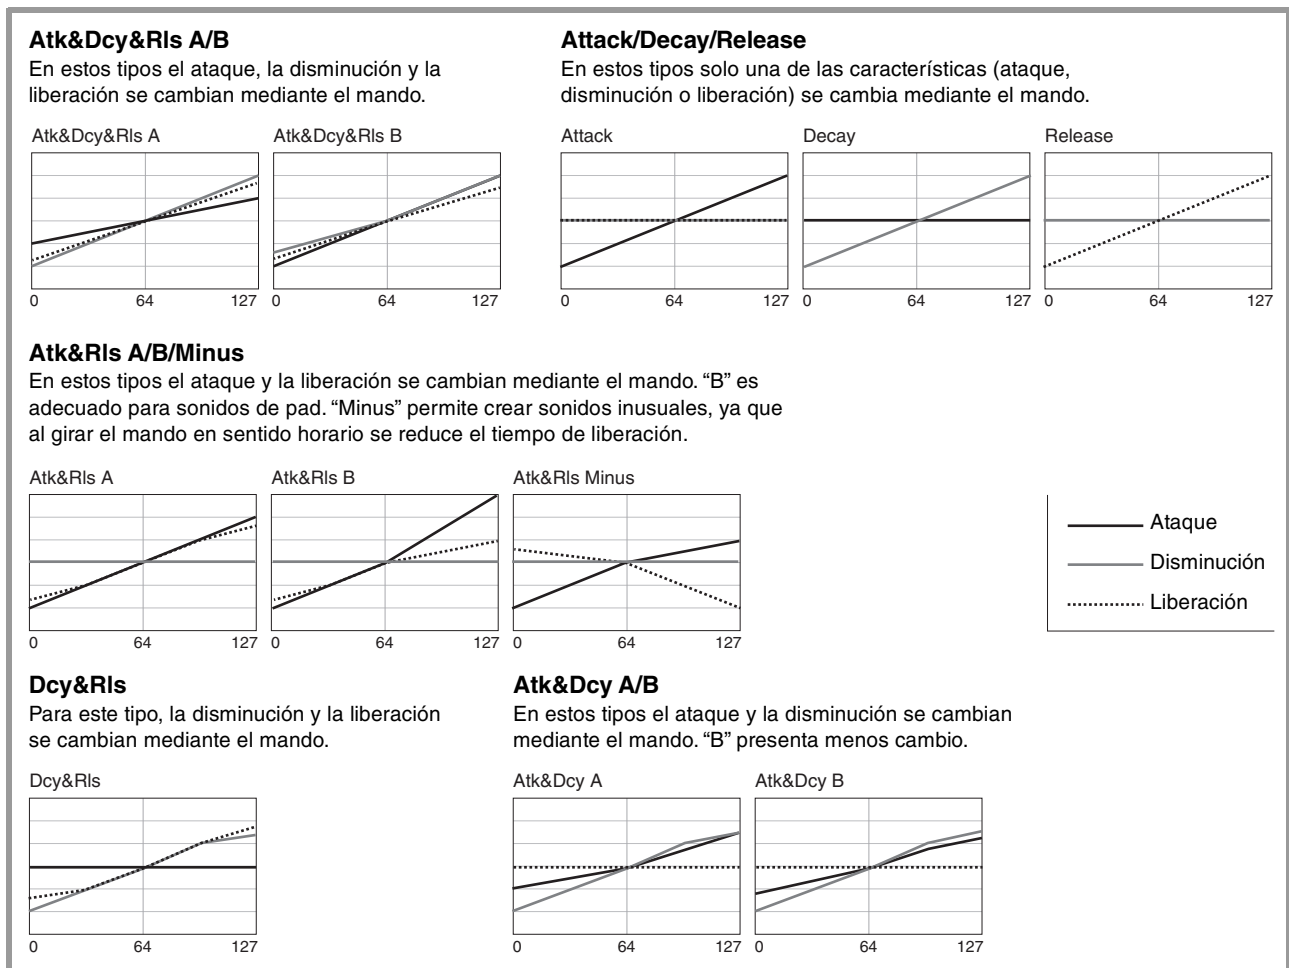 Atk&Dcy&Rls A/B
En estos tipos el ataque, la disminución y la
liberación se cambian mediante el mando.
Atk&Dcy&Rls A
Atk&Dcy&Rls B
0 64 127
0 64 127
Attack/Decay/Release
En estos tipos solo una de las características (ataque,
disminución o liberación) se cambia mediante el mando.
Attack
Decay
Release
0 64 127
0 64 127
0 64 127
Atk&Rls A/B/Minus
En estos tipos el ataque y la liberación se cambian mediante el mando. “B” es
adecuado para sonidos de pad. “Minus” permite crear sonidos inusuales, ya que
al girar el mando en sentido horario se reduce el tiempo de liberación.
Atk&Rls A
Atk&Rls B
Atk&Rls Minus
0 64 127
0 64 127
0 64 127
Ataque
Disminución
Liberación
Dcy&Rls
Para este tipo, la disminución y la liberación
se cambian mediante el mando.
Dcy&Rls
0 64 127
Atk&Dcy A/B
En estos tipos el ataque y la disminución se cambian
mediante el mando. “B” presenta menos cambio.
Atk&Dcy A
Atk&Dcy B
0 64 127
0 64 127